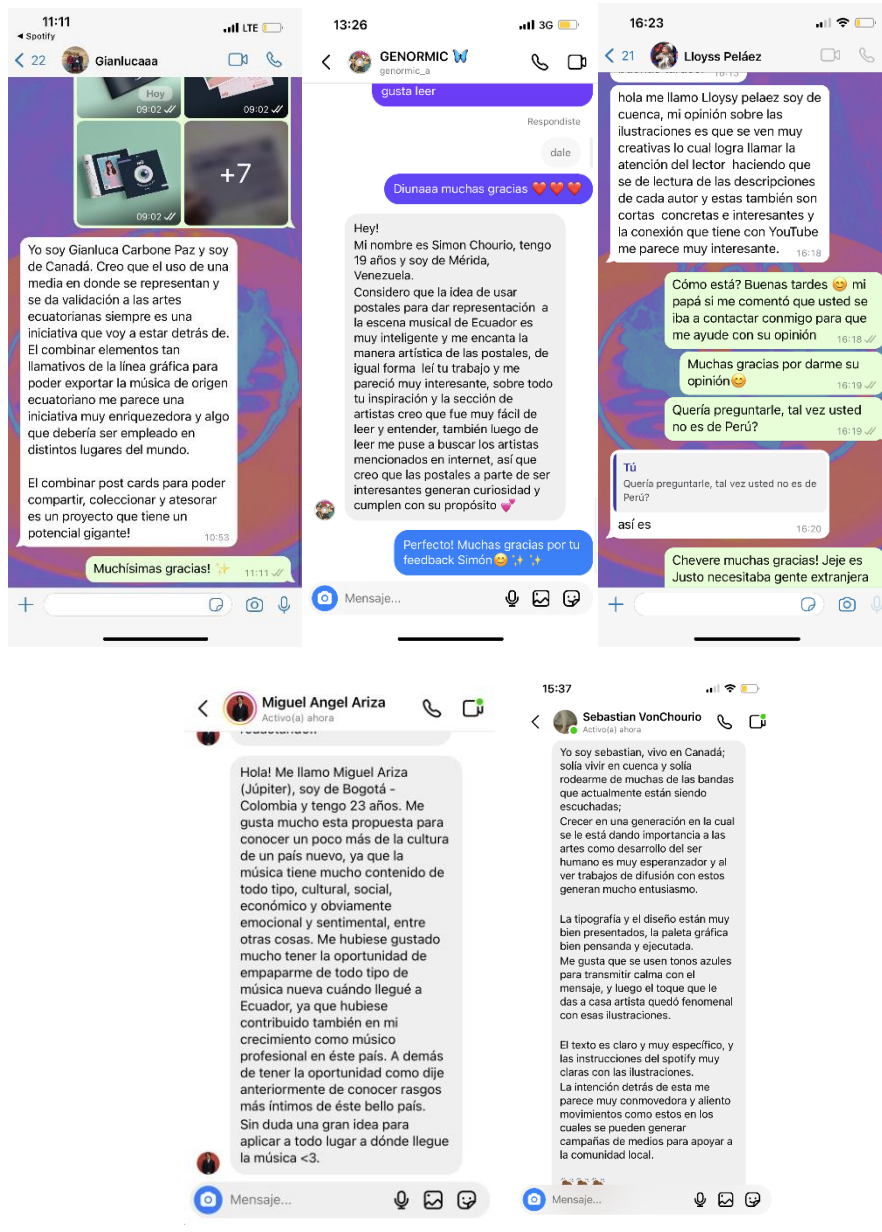 11:11
LTE
Spotify
22
Gianlucaaa
Hoy
09:02
09:02
09:02
+7
Yo soy Gianluca Carbone Paz y soy
de Canadá. Creo que el uso de una
media en donde se representan y
se da validación a las artes
ecuatorianas siempre es una
iniciativa que voy a estar detrás de.
El combinar elementos tan
llamativos de la línea gráfica para
poder exportar la música de origen
ecuatoriano me parece una
iniciativa muy enriquezedora y algo
que debería ser empleado en
distintos lugares del mundo.
El combinar post cards para poder
compartir, coleccionar y atesorar
es un proyecto que tiene un
potencial gigante!
10:53
Muchísimas gracias! ✨
11:11
13:26
3G
GENORMIC 🦋
genormic_a
gusta leer
Respondiste
dale
Diunaaa muchas gracias ❤️❤️❤️
Hey!
Mi nombre es Simon Chourio, tengo
19 años y soy de Mérida,
Venezuela.
Considero que la idea de usar
postales para dar representación a
la escena musical de Ecuador es
muy inteligente y me encanta la
manera artística de las postales, de
igual forma leí tu trabajo y me
pareció muy interesante, sobre todo
tu inspiración y la sección de
artistas creo que fue muy fácil de
leer y entender, también luego de
leer me puse a buscar los artistas
mencionados en internet, así que
creo que las postales a parte de ser
interesantes generan curiosidad y
cumplen con su propósito 💕
Perfecto! Muchas gracias por tu
feedback Simón😊✨✨
Mensaje...
16:23
21
Lloyss Peláez
16:15
hola me llamo Lloysy pelaez soy de
cuenca, mi opinión sobre las
ilustraciones es que se ven muy
creativas lo cual logra llamar la
atención del lector haciendo que
se de lectura de las descripciones
de cada autor y estas también son
cortas concretas e interesantes y
la conexión que tiene con YouTube
me parece muy interesante.
16:18
Cómo está? Buenas tardes 😊 mi
papá si me comentó que usted se
iba a contactar conmigo para que
me ayude con su opinión
16:18
Muchas gracias por darme su
opinión😊
16:19
Quería preguntarle, tal vez usted
no es de Perú?
16:19
Tú
Quería preguntarle, tal vez usted no es de
Perú?
así es
16:20
Chevere muchas gracias! Jeje es
Justo necesitaba gente extranjera
Miguel Angel Ariza
Activo(a) ahora
Hola! Me llamo Miguel Ariza
(Júpiter), soy de Bogotá -
Colombia y tengo 23 años. Me
gusta mucho esta propuesta para
conocer un poco más de la cultura
de un país nuevo, ya que la
música tiene mucho contenido de
todo tipo, cultural, social,
económico y obviamente
emocional y sentimental, entre
otras cosas. Me hubiese gustado
mucho tener la oportunidad de
empaparme de todo tipo de
música nueva cuándo llegué a
Ecuador, ya que hubiese
contribuido también en mi
crecimiento como músico
profesional en éste país. A demás
de tener la oportunidad como dije
anteriormente de conocer rasgos
más íntimos de éste bello país.
Sin duda una gran idea para
aplicar a todo lugar a dónde llegue
la música <3.
Mensaje...
15:37
Sebastian VonChourio
Activo(a) ahora
Yo soy sebastian, vivo en Canadá;
solía vivir en cuenca y solía
rodearme de muchas de las bandas
que actualmente están siendo
escuchadas;
Crecer en una generación en la cual
se le está dando importancia a las
artes como desarrollo del ser
humano es muy esperanzador y al
ver trabajos de difusión con estos
generan mucho entusiasmo.
La tipografía y el diseño están muy
bien presentados, la paleta gráfica
bien pensanda y ejecutada.
Me gusta que se usen tonos azules
para transmitir calma con el
mensaje, y luego el toque que le
das a casa artista quedó fenomenal
con esas ilustraciones.
El texto es claro y muy específico, y
las instrucciones del spotify muy
claras con las ilustraciones.
La intención detrás de esta me
parece muy conmovedora y aliento
movimientos como estos en los
cuales se pueden generar
campañas de medios para apoyar a
la comunidad local.
Mensaje...